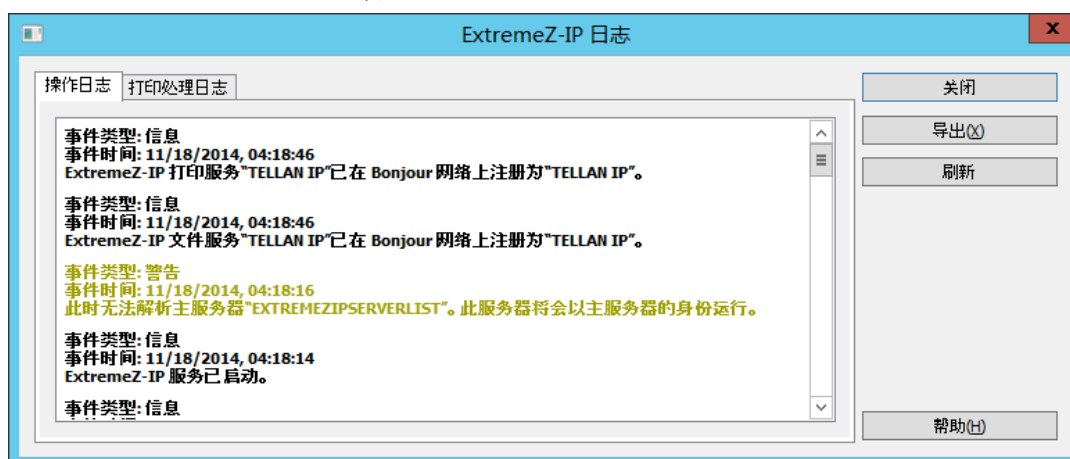 ExtremeZ-IP 日志
x
操作日志 打印处理日志
关闭
导出(X)
刷新
事件类型: 信息
事件时间: 11/18/2014, 04:18:46
ExtremeZ-IP 打印服务“TELLAN IP”已在 Bonjour 网络上注册为“TELLAN IP”。
事件类型: 信息
事件时间: 11/18/2014, 04:18:46
ExtremeZ-IP 文件服务“TELLAN IP”已在 Bonjour 网络上注册为“TELLAN IP”。
事件类型: 警告
事件时间: 11/18/2014, 04:18:16
此时无法解析主服务器“EXTREMEZIPSERVERLIST”。此服务器将会以主服务器的身份运行。
事件类型: 信息
事件时间: 11/18/2014, 04:18:14
ExtremeZ-IP 服务已启动。
事件类型: 信息
帮助(H)